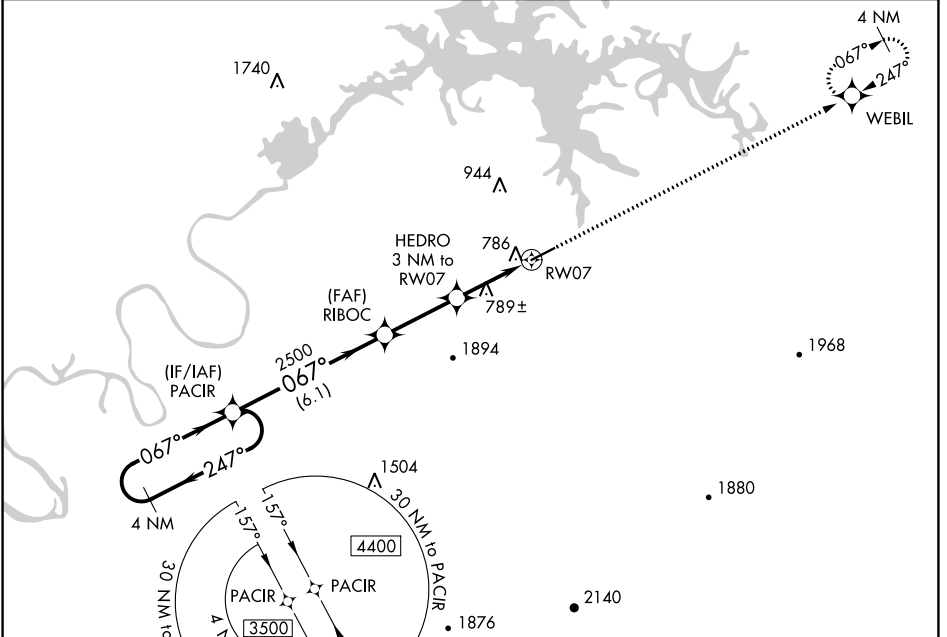 4 NM
067°
247°
WEBIL
1740
944
HEDRO
3 NM to
RW07
786
RW07
789±
(FAF)
RIBOC
1894
1968
2500
067°
(6.1)
(IF/IAF)
PACIR
067°
247°
4 NM
1504
1880
157°
157°
30 NM to PACIR
4400
30 NM to
PACIR
PACIR
4 N
3500
2140
1876